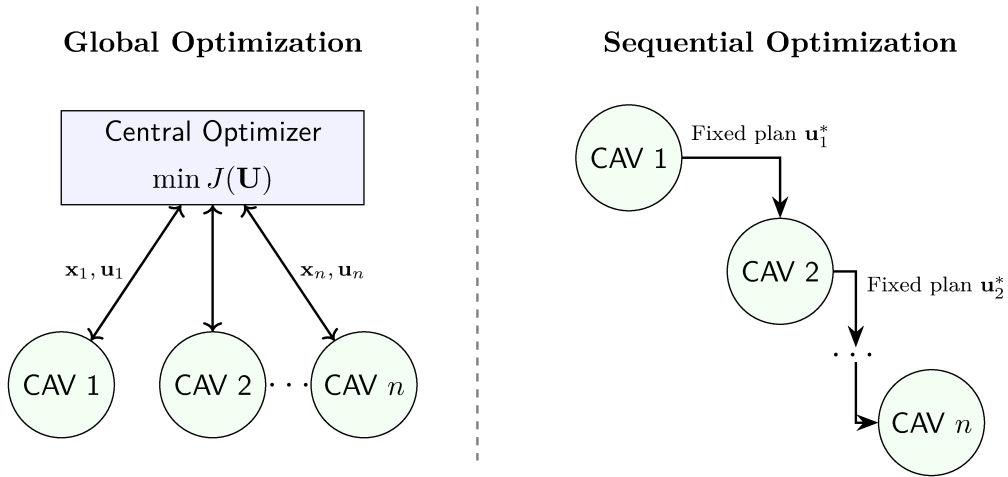 Global Optimization
Central Optimizer
min J(U)
x₁, u₁
xₙ, uₙ
CAV 1
CAV 2
···
CAV n
Sequential Optimization
CAV 1
Fixed plan u₁*
CAV 2
Fixed plan u₂*
···
CAV n